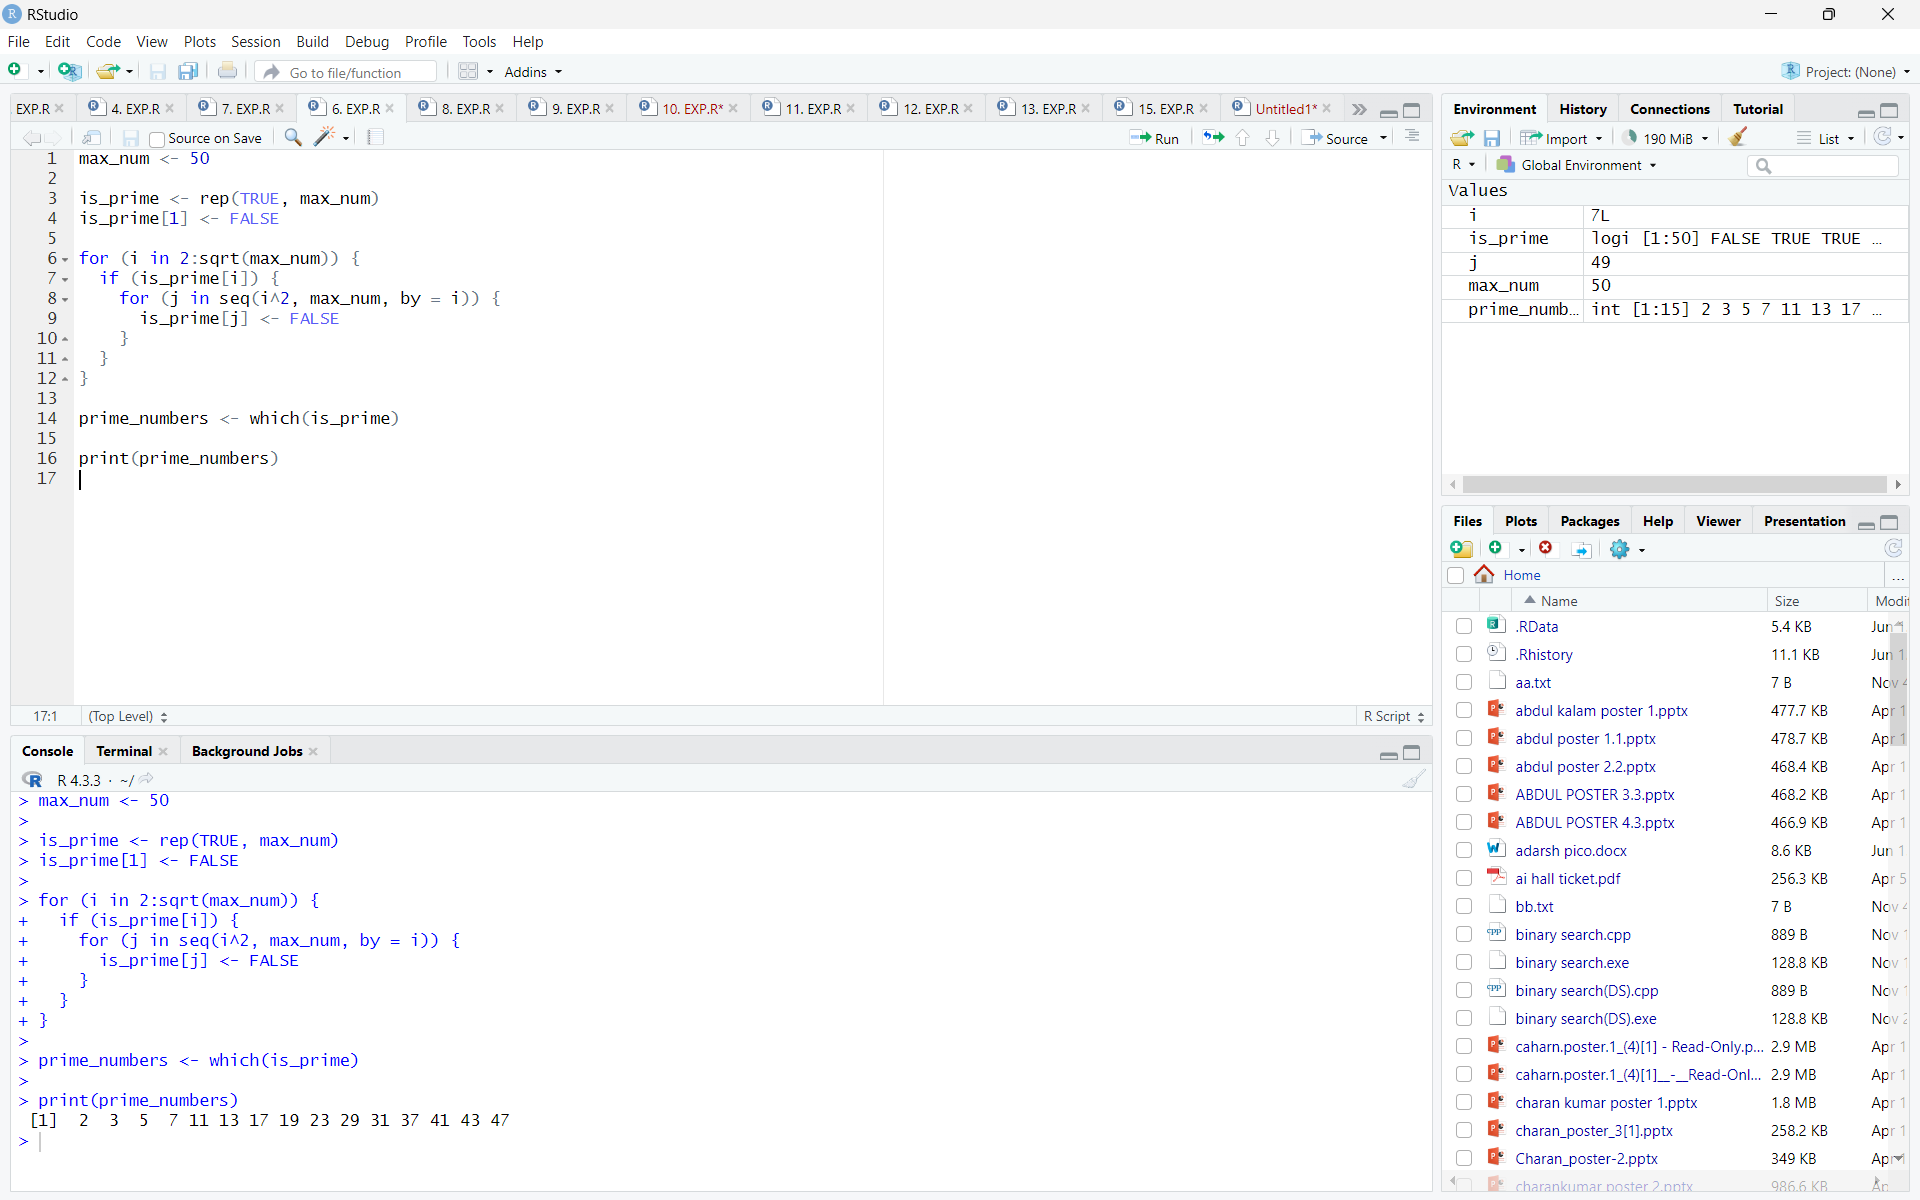 RStudio
File Edit Code View Plots Session Build Debug Profile Tools Help
Go to file/function Addins Project: (None)
EXP.R 4. EXP.R 7. EXP.R 6. EXP.R 8. EXP.R 9. EXP.R 10. EXP.R* 11. EXP.R 12. EXP.R 13. EXP.R 15. EXP.R Untitled1*
Source on Save Run Source
1 max_num <- 50
2
3 is_prime <- rep(TRUE, max_num)
4 is_prime[1] <- FALSE
5
6 for (i in 2:sqrt(max_num)) {
7   if (is_prime[i]) {
8     for (j in seq(i^2, max_num, by = i)) {
9       is_prime[j] <- FALSE
10     }
11   }
12 }
13
14 prime_numbers <- which(is_prime)
15
16 print(prime_numbers)
17
17:1 (Top Level) R Script
Console Terminal Background Jobs
R R 4.3.3 · ~/
> max_num <- 50
>
> is_prime <- rep(TRUE, max_num)
> is_prime[1] <- FALSE
>
> for (i in 2:sqrt(max_num)) {
+   if (is_prime[i]) {
+     for (j in seq(i^2, max_num, by = i)) {
+       is_prime[j] <- FALSE
+     }
+   }
+ }
>
> prime_numbers <- which(is_prime)
>
> print(prime_numbers)
[1]  2  3  5  7 11 13 17 19 23 29 31 37 41 43 47
>
Environment History Connections Tutorial
Import 190 MiB List
R Global Environment
Values
i 7L
is_prime logi [1:50] FALSE TRUE TRUE ...
j 49
max_num 50
prime_numb… int [1:15] 2 3 5 7 11 13 17 ...
Files Plots Packages Help Viewer Presentation
Home ...
Name Size Modi
.RData 5.4 KB Jun 1
.Rhistory 11.1 KB Jun 1
aa.txt 7 B Nov 4
abdul kalam poster 1.pptx 477.7 KB Apr 1
abdul poster 1.1.pptx 478.7 KB Apr 1
abdul poster 2.2.pptx 468.4 KB Apr 1
ABDUL POSTER 3.3.pptx 468.2 KB Apr 1
ABDUL POSTER 4.3.pptx 466.9 KB Apr 1
adarsh pico.docx 8.6 KB Jun 1
ai hall ticket.pdf 256.3 KB Apr 5
bb.txt 7 B Nov 4
binary search.cpp 889 B Nov 1
binary search.exe 128.8 KB Nov 1
binary search(DS).cpp 889 B Nov 1
binary search(DS).exe 128.8 KB Nov 2
caharn.poster.1_(4)[1] - Read-Only.p... 2.9 MB Apr 1
caharn.poster.1_(4)[1]__-__Read-Onl... 2.9 MB Apr 1
charan kumar poster 1.pptx 1.8 MB Apr 1
charan_poster_3[1].pptx 258.2 KB Apr 1
Charan_poster-2.pptx 349 KB Apr 1
charankumar poster 2.pptx 986.6 KB Ap